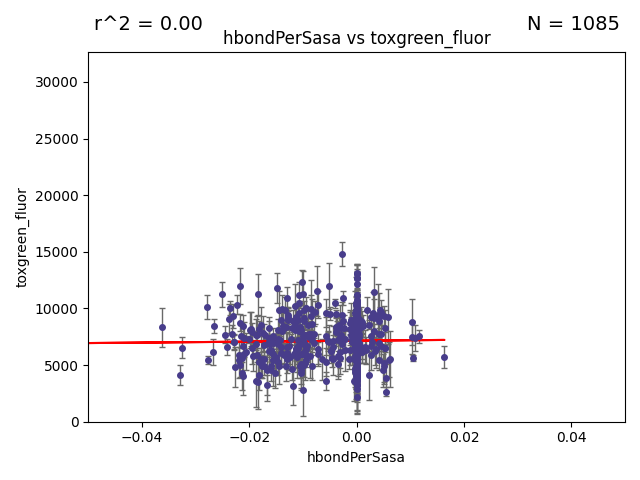 r^2 = 0.00
N = 1085
hbondPerSasa vs toxgreen_fluor
30000
25000
20000
15000
10000
5000
0
toxgreen_fluor
−0.04
−0.02
0.00
0.02
0.04
hbondPerSasa